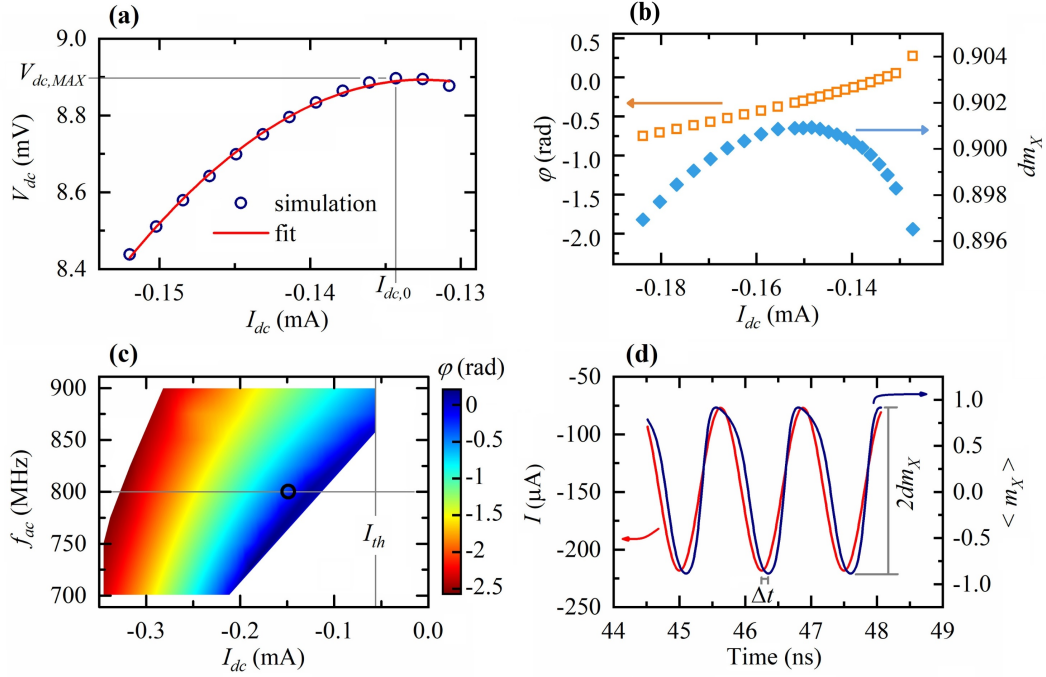 (a)
9.0
8.8
8.6
8.4
V_dc (mV)
V_dc,MAX
simulation
fit
I_dc,0
-0.15
-0.14
-0.13
I_dc (mA)
(b)
0.5
0.0
-0.5
-1.0
-1.5
-2.0
φ (rad)
0.904
0.902
0.900
0.898
0.896
dm_X
-0.18
-0.16
-0.14
I_dc (mA)
(c)
900
850
800
750
700
f_ac (MHz)
I_th
-0.3
-0.2
-0.1
0.0
I_dc (mA)
φ (rad)
0
-0.5
-1
-1.5
-2
-2.5
(d)
-50
-100
-150
-200
-250
I (μA)
Δt
2dm_X
1.0
0.5
0.0
-0.5
-1.0
< m_X >
44
45
46
47
48
49
Time (ns)